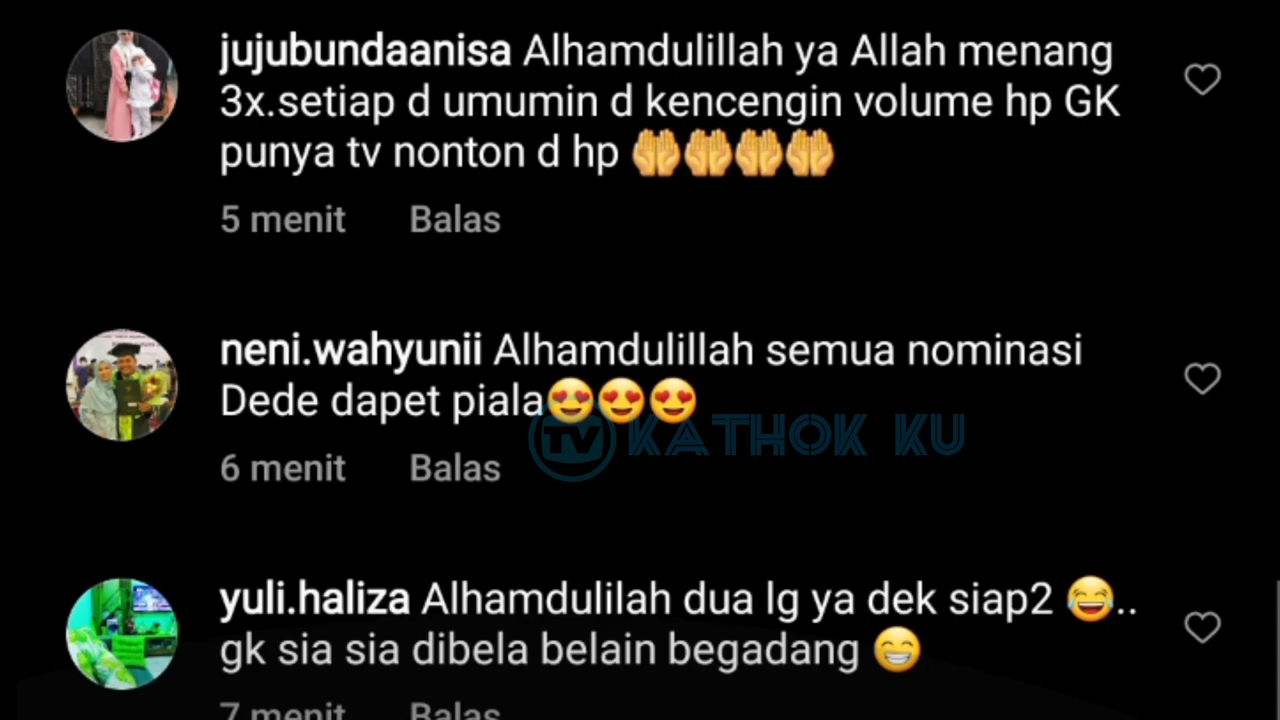 jujubundaanisa Alhamdulillah ya Allah menang
3x.setiap d umumin d kencengin volume hp GK
punya tv nonton d hp 🤲🤲🤲🤲
5 menit Balas
neni.wahyunii Alhamdulillah semua nominasi
Dede dapet piala😍😍😍
TV KATHOK KU
6 menit Balas
yuli.haliza Alhamdulilah dua lg ya dek siap2 😂..
gk sia sia dibela belain begadang 😁
7 menit Balas